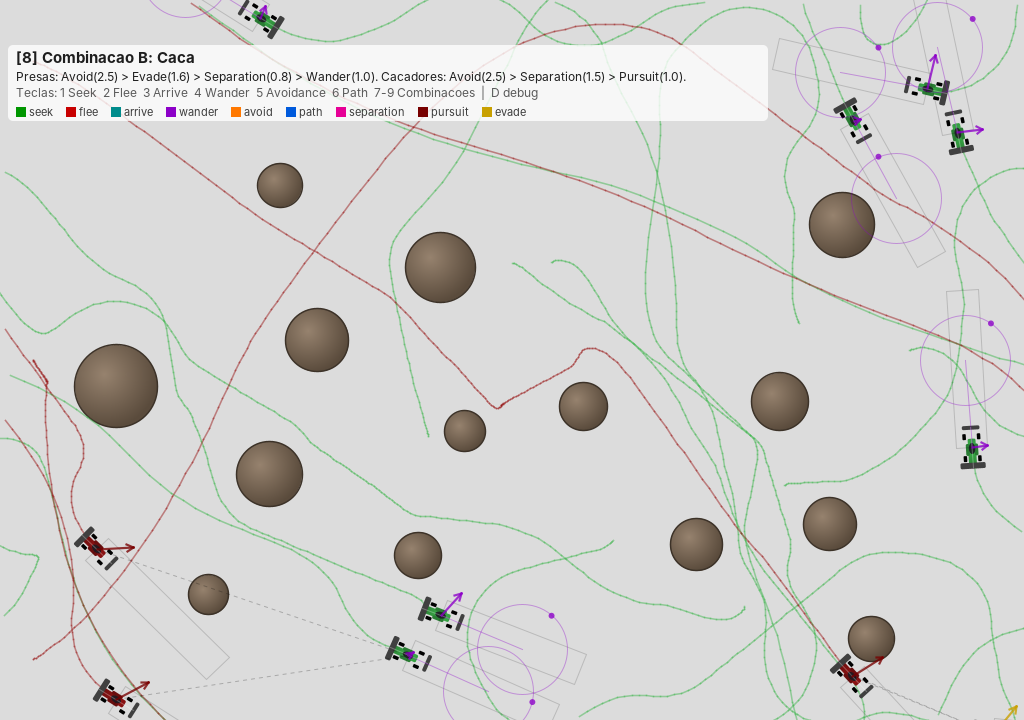 [8] Combinacao B: Caca
Presas: Avoid(2.5) > Evade(1.6) > Separation(0.8) > Wander(1.0). Cacadores: Avoid(2.5) > Separation(1.5) > Pursuit(1.0).
Teclas: 1 Seek  2 Flee  3 Arrive  4 Wander  5 Avoidance  6 Path  7-9 Combinacoes  |  D debug
seek flee arrive wander avoid path separation pursuit evade